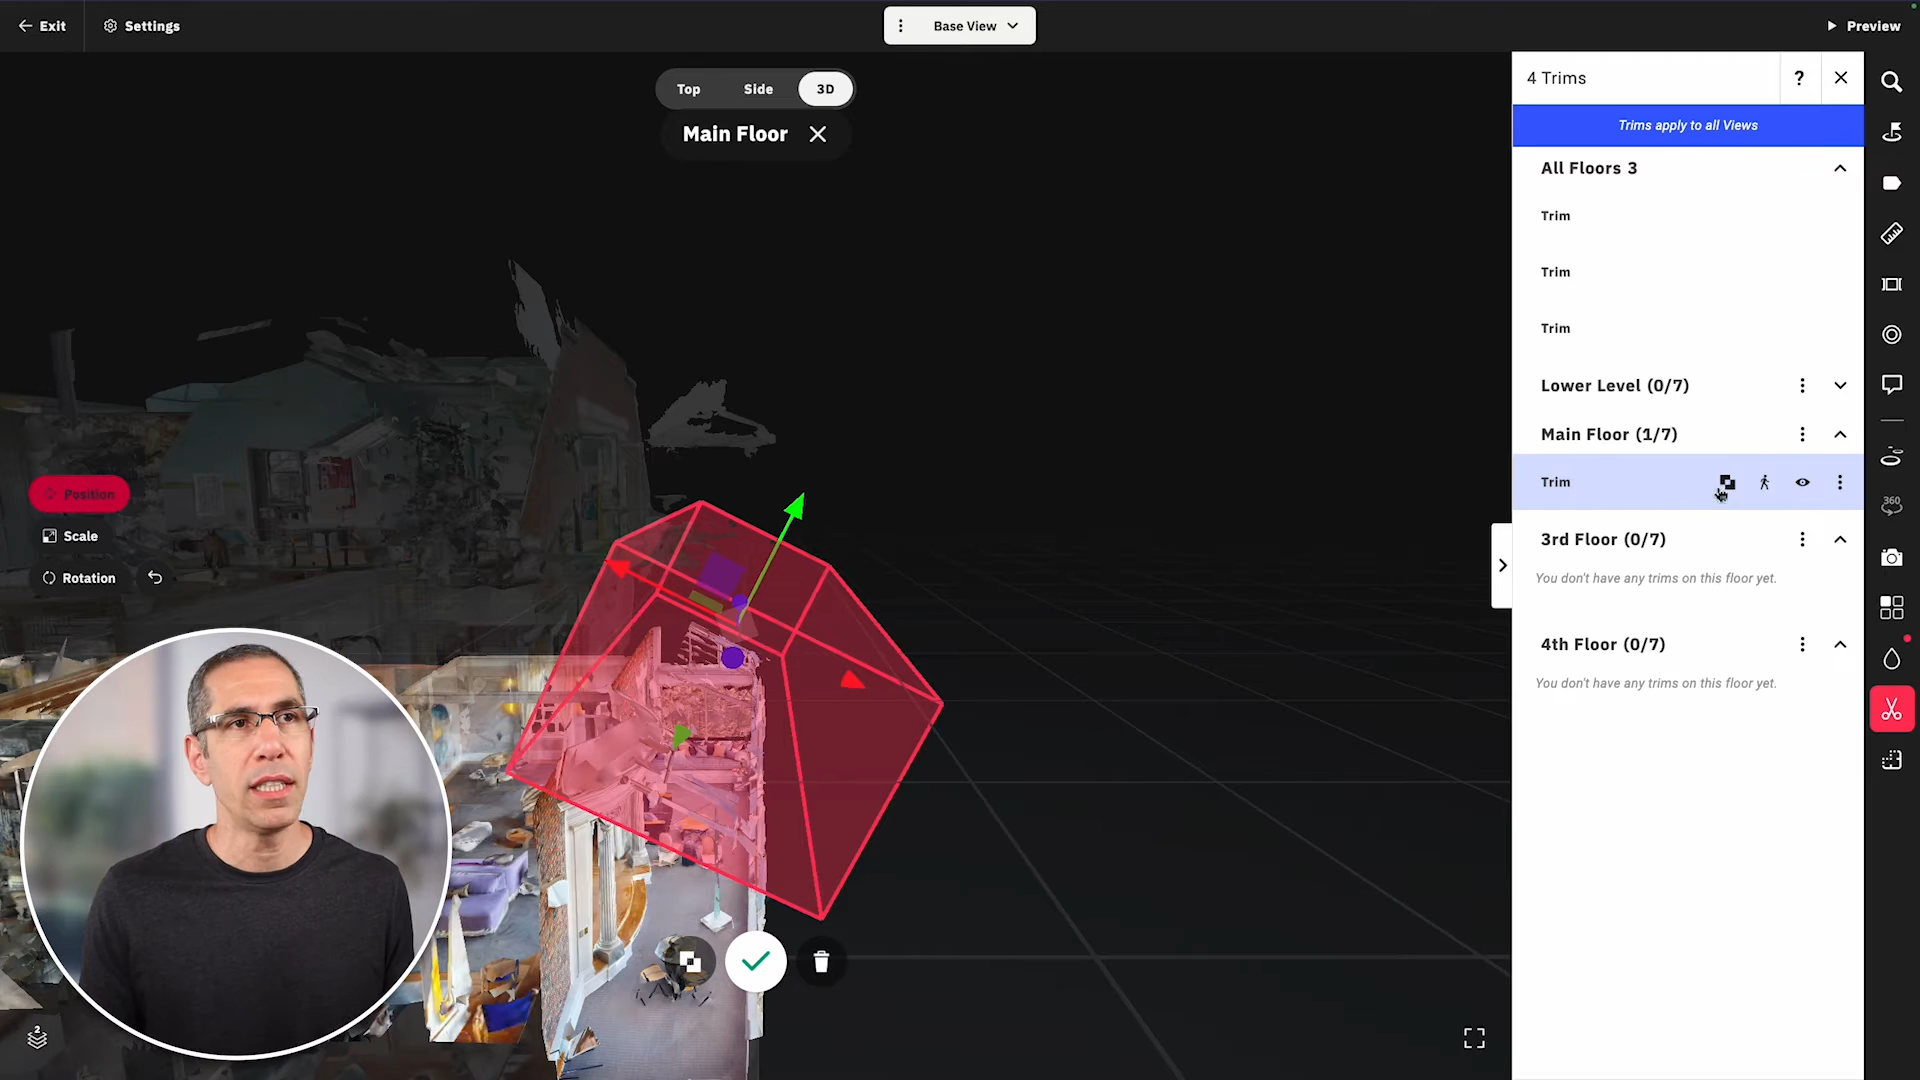 Exit
Settings
Base View
Preview
Top
Side
3D
Main Floor
4 Trims
?
Trims apply to all Views
All Floors 3
Trim
Trim
Trim
Lower Level (0/7)
Main Floor (1/7)
Trim
3rd Floor (0/7)
You don't have any trims on this floor yet.
4th Floor (0/7)
You don't have any trims on this floor yet.
Position
Scale
Rotation
360
2